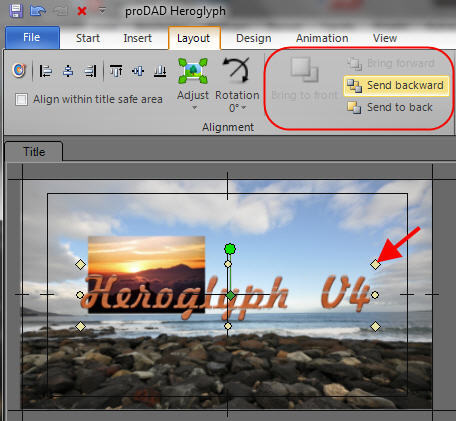 proDAD Heroglyph
File Start Insert Layout Design Animation View
Bring forward
Adjust Rotation Bring to front Send backward
Align within title safe area 0° Send to back
Alignment
Title
Heroglyph V4